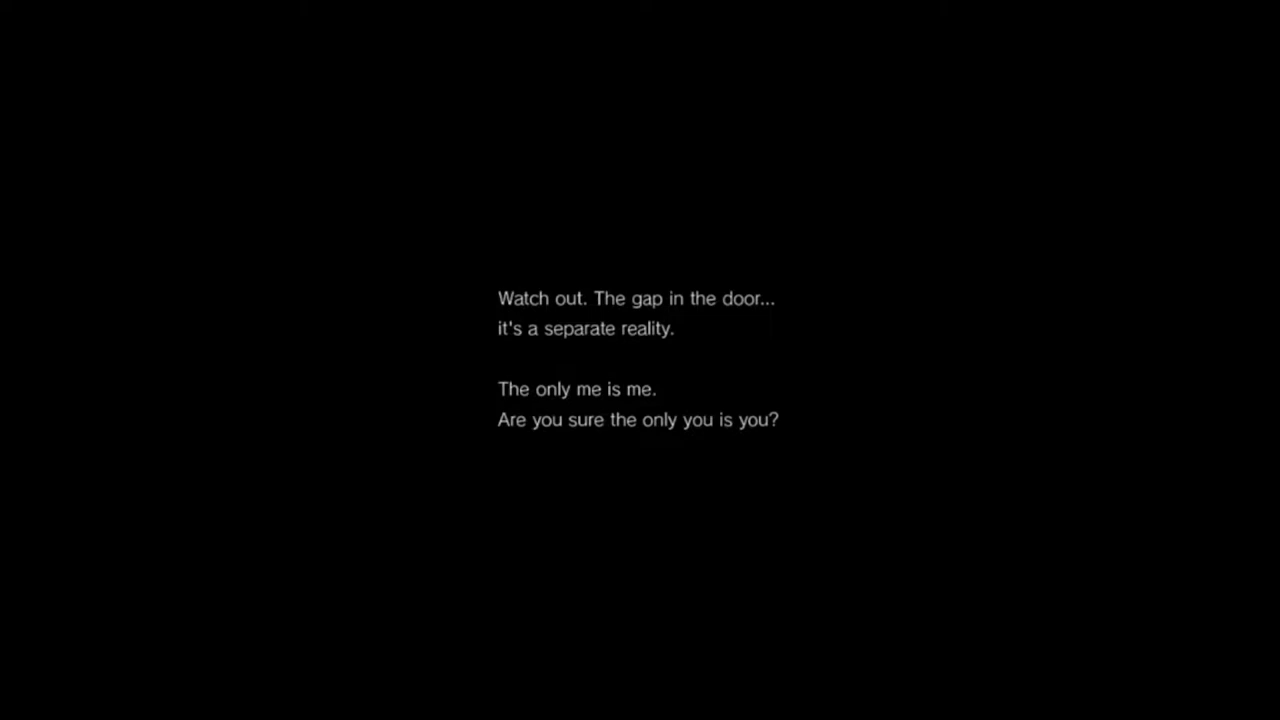 Watch out. The gap in the door...
it's a separate reality.
The only me is me.
Are you sure the only you is you?